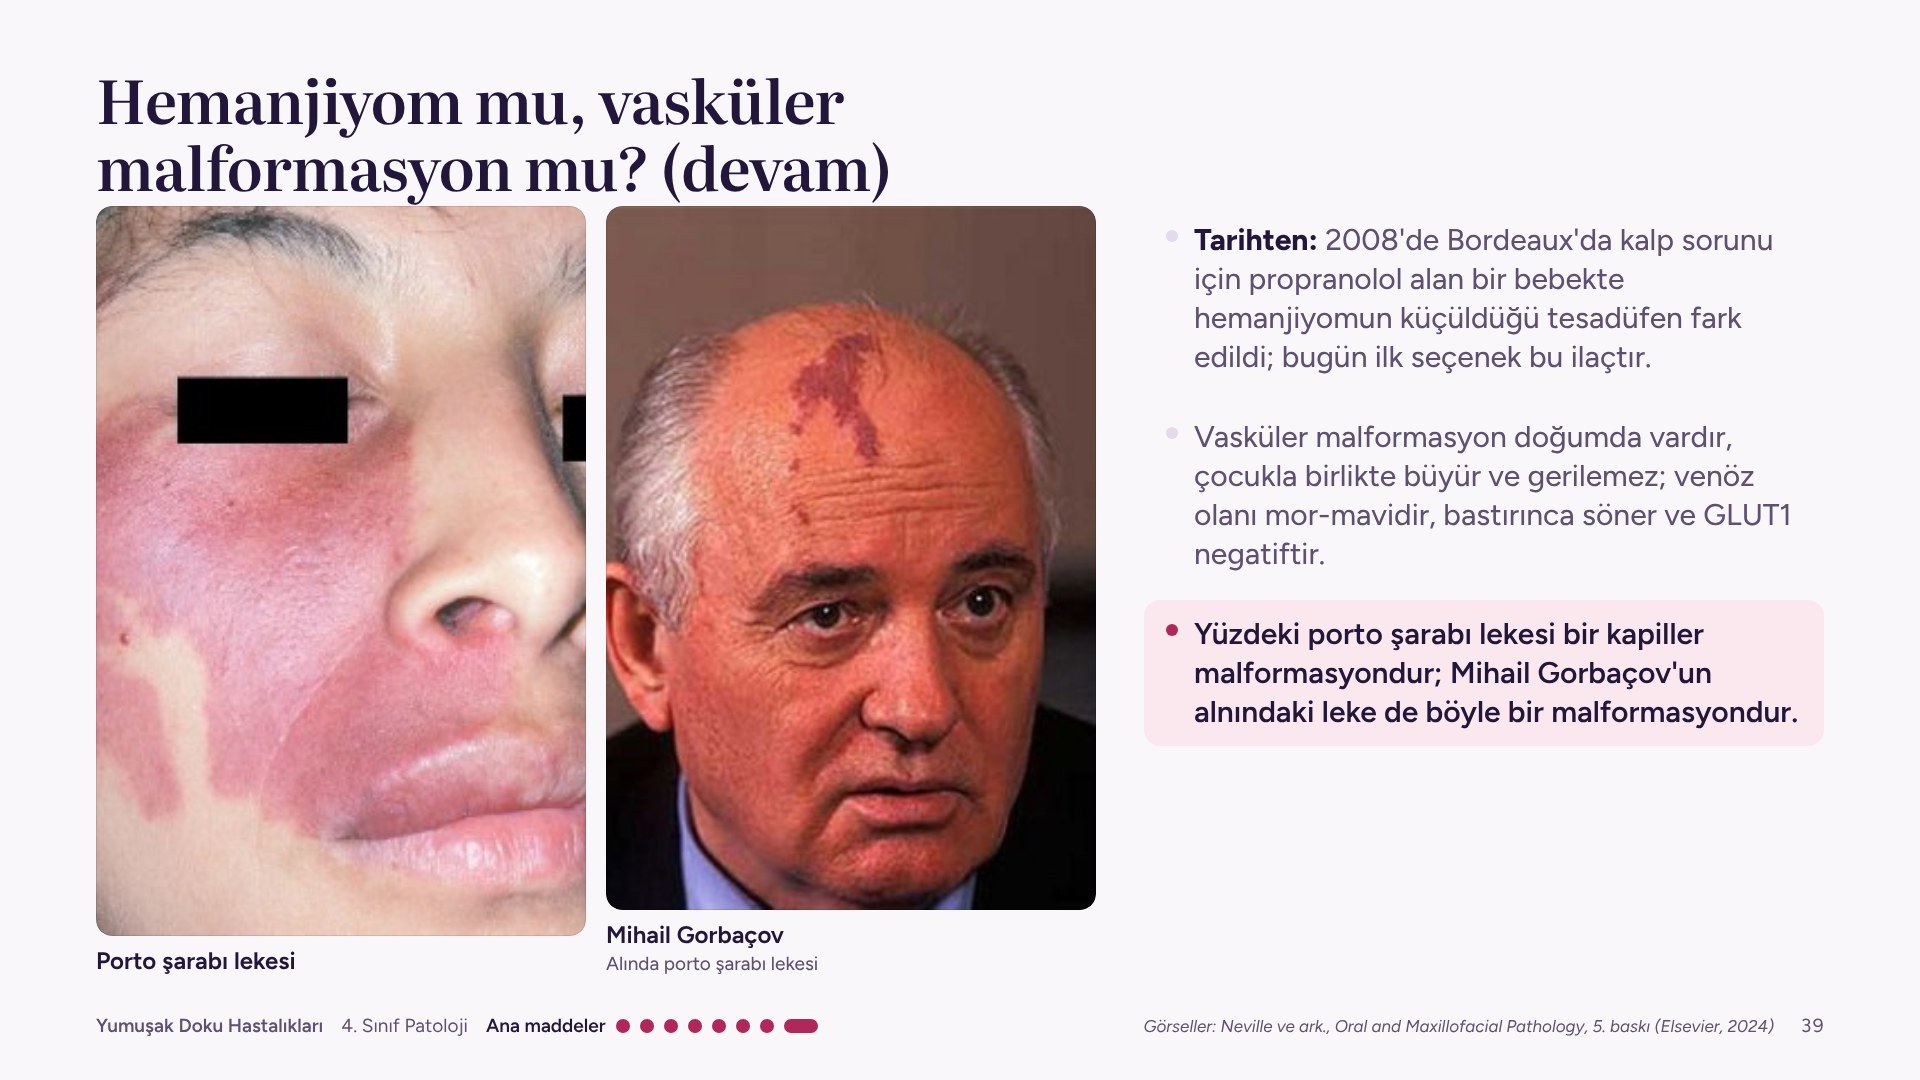 Hemanjiyom mu, vasküler
malformasyon mu? (devam)
Tarihten: 2008'de Bordeaux'da kalp sorunu
için propranolol alan bir bebekte
hemanjiyomun küçüldüğü tesadüfen fark
edildi; bugün ilk seçenek bu ilaçtır.
Vasküler malformasyon doğumda vardır,
çocukla birlikte büyür ve gerilemez; venöz
olanı mor-mavidir, bastırınca söner ve GLUT1
negatiftir.
Yüzdeki porto şarabı lekesi bir kapiller
malformasyondur; Mihail Gorbaçov'un
alnındaki leke de böyle bir malformasyondur.
Porto şarabı lekesi
Mihail Gorbaçov
Alında porto şarabı lekesi
Yumuşak Doku Hastalıkları 4. Sınıf Patoloji Ana maddeler
Görseller: Neville ve ark., Oral and Maxillofacial Pathology, 5. baskı (Elsevier, 2024) 39